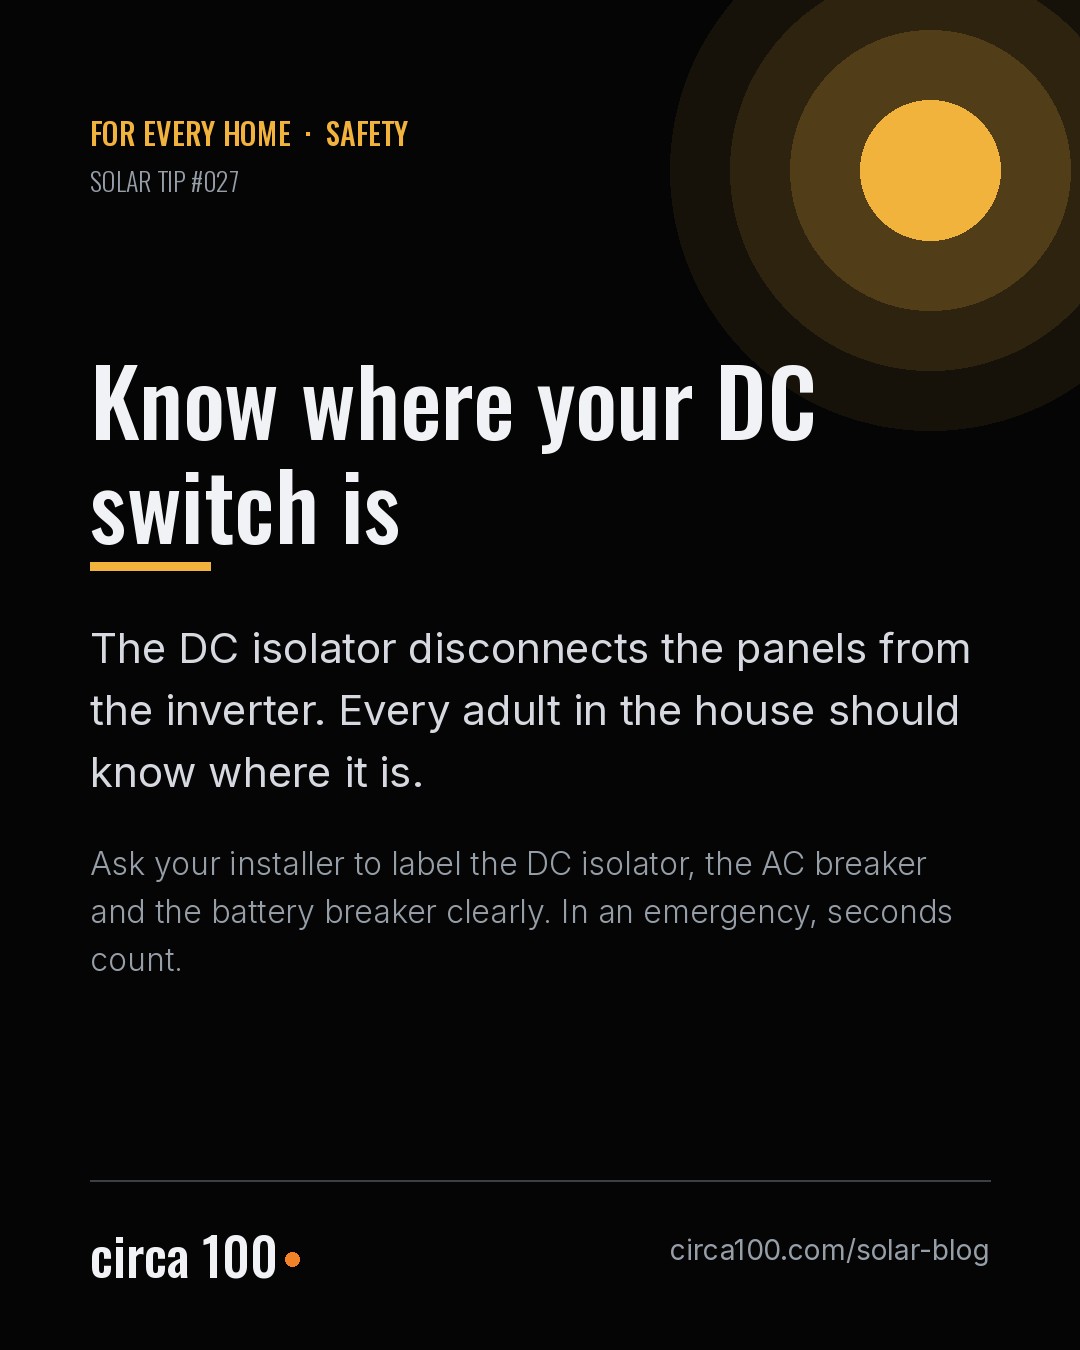 FOR EVERY HOME · SAFETY
SOLAR TIP #027
Know where your DC
switch is
The DC isolator disconnects the panels from
the inverter. Every adult in the house should
know where it is.
Ask your installer to label the DC isolator, the AC breaker
and the battery breaker clearly. In an emergency, seconds
count.
circa 100
circa100.com/solar-blog